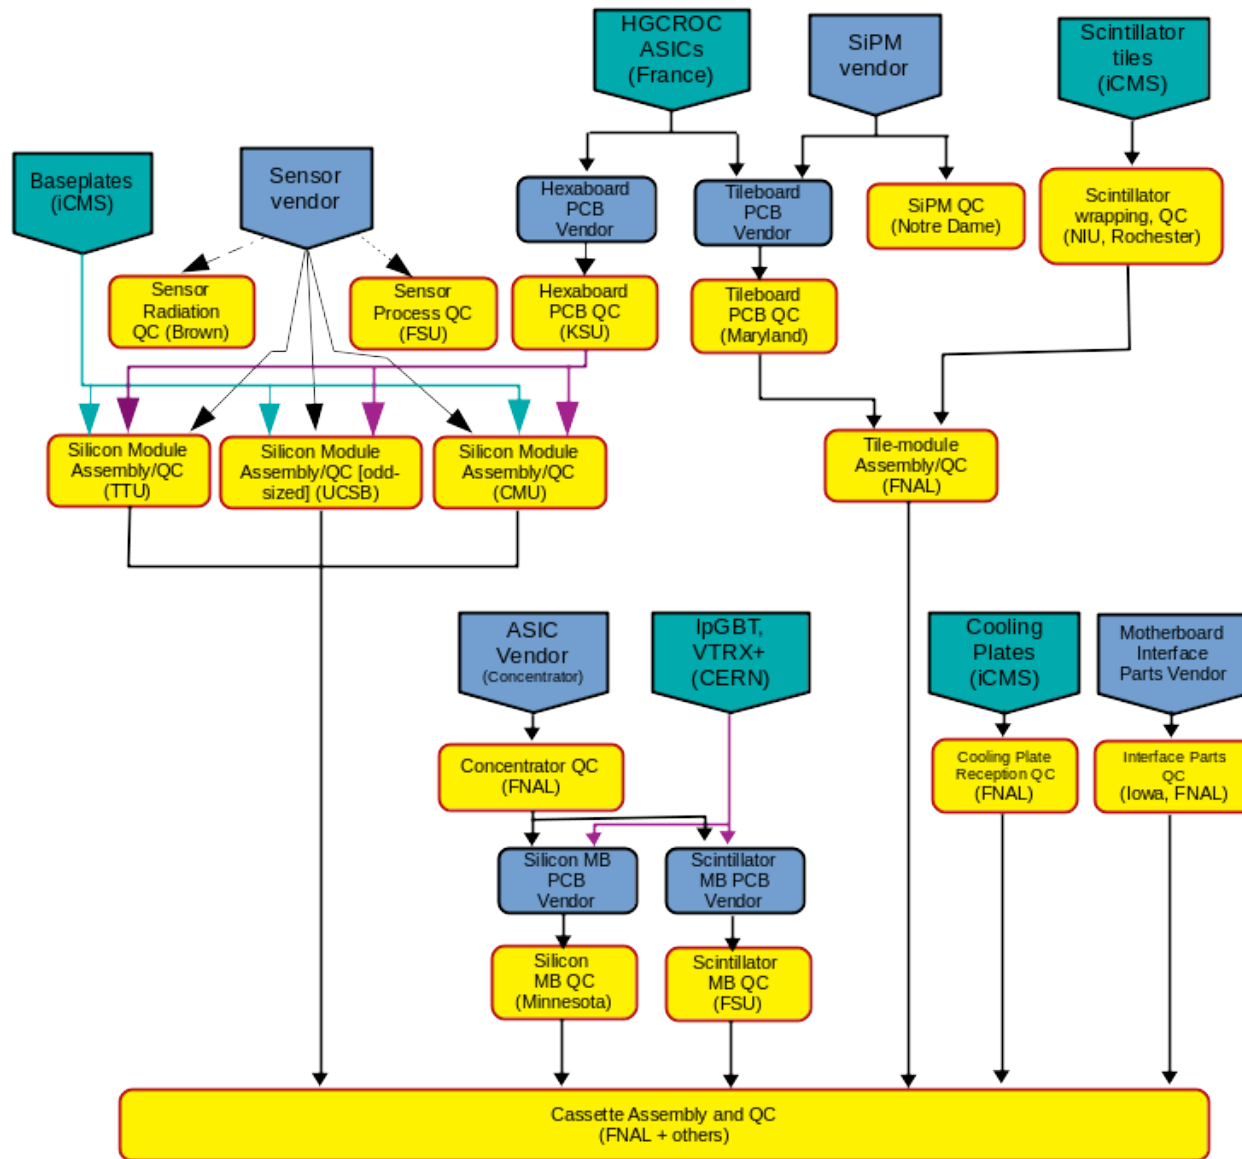 HGCROC
ASICs
(France)
SiPM
vendor
Scintillator
tiles
(iCMS)
Baseplates
(iCMS)
Sensor
vendor
Hexaboard
PCB
Vendor
Tileboard
PCB
Vendor
SiPM QC
(Notre Dame)
Scintillator
wrapping, QC
(NIU, Rochester)
Sensor
Radiation
QC (Brown)
Sensor
Process QC
(FSU)
Hexaboard
PCB QC
(KSU)
Tileboard
PCB QC
(Maryland)
Silicon Module
Assembly/QC
(TTU)
Silicon Module
Assembly/QC [odd-
sized] (UCSB)
Silicon Module
Assembly/QC
(CMU)
Tile-module
Assembly/QC
(FNAL)
ASIC
Vendor
(Concentrator)
lpGBT,
VTRX+
(CERN)
Cooling
Plates
(iCMS)
Motherboard
Interface
Parts Vendor
Concentrator QC
(FNAL)
Cooling Plate
Reception QC
(FNAL)
Interface Parts
QC
(Iowa, FNAL)
Silicon MB
PCB
Vendor
Scintillator
MB PCB
Vendor
Silicon
MB QC
(Minnesota)
Scintillator
MB QC
(FSU)
Cassette Assembly and QC
(FNAL + others)